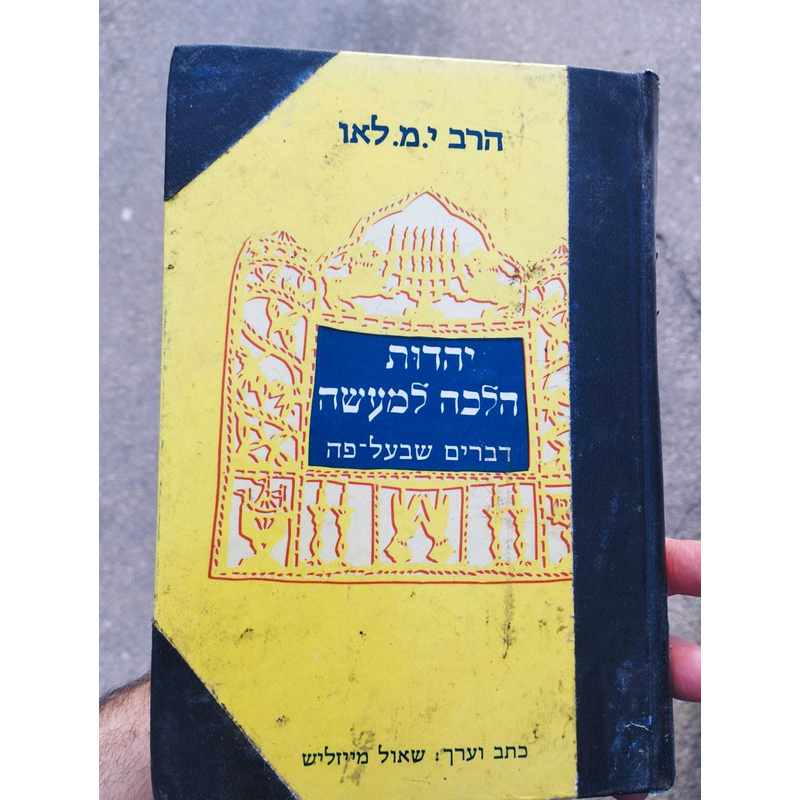 הרב י.מ.לאו
יהדות
הלכה למעשה
דברים שבעל-פה
כתב וערך: שאול מייזליש